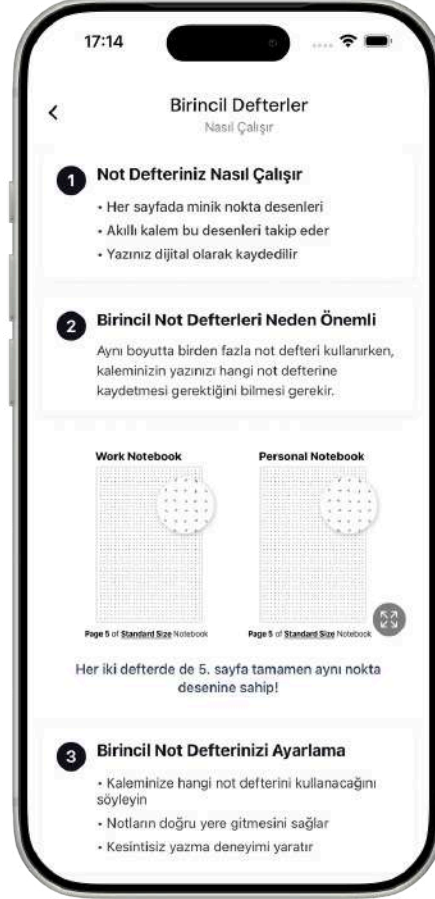 17:14
Birincil Defterler
Nasıl Çalışır
1 Not Defteriniz Nasıl Çalışır
• Her sayfada minik nokta desenleri
• Akıllı kalem bu desenleri takip eder
• Yazınız dijital olarak kaydedilir
2 Birincil Not Defterleri Neden Önemli
Aynı boyutta birden fazla not defteri kullanırken,
kaleminizin yazınızı hangi not defterine
kaydetmesi gerektiğini bilmesi gerekir.
Work Notebook
Personal Notebook
Page 5 of Standard Size Notebook
Page 5 of Standard Size Notebook
Her iki defterde de 5. sayfa tamamen aynı nokta
desenine sahip!
3 Birincil Not Defterinizi Ayarlama
• Kaleminize hangi not defterini kullanacağını
söyleyin
• Notların doğru yere gitmesini sağlar
• Kesintisiz yazma deneyimi yaratır